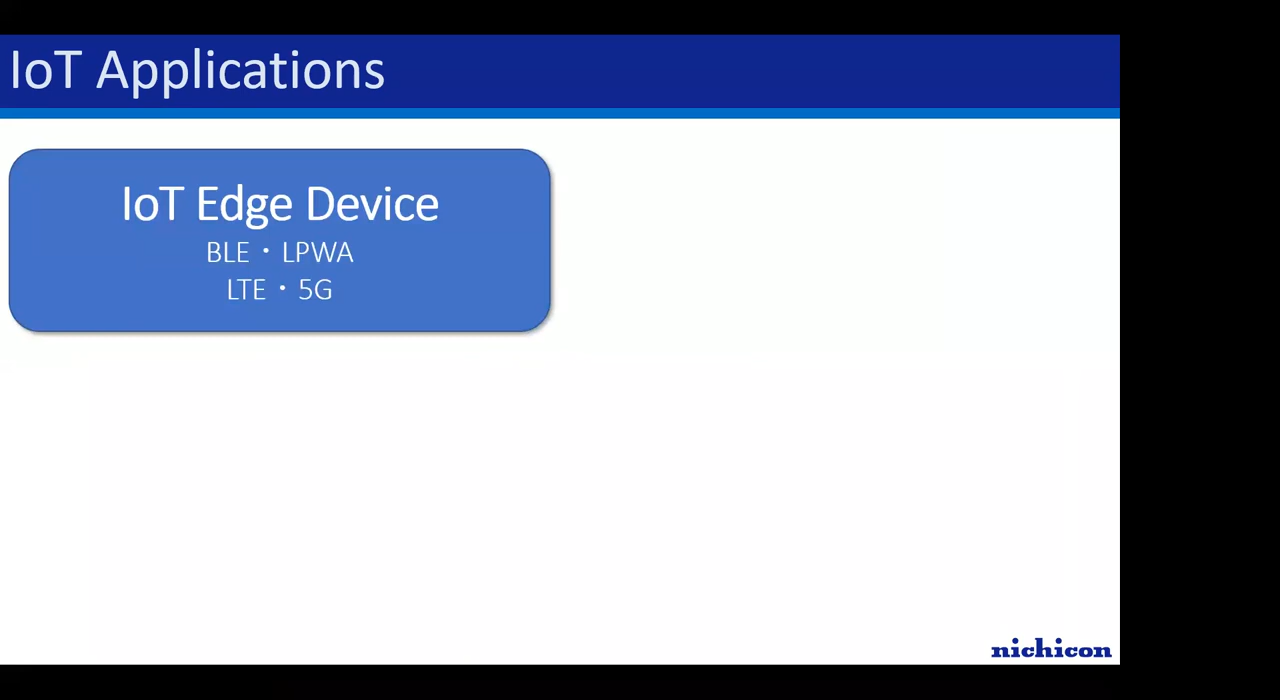 IoT Applications
IoT Edge Device
BLE・LPWA
LTE・5G
nichicon